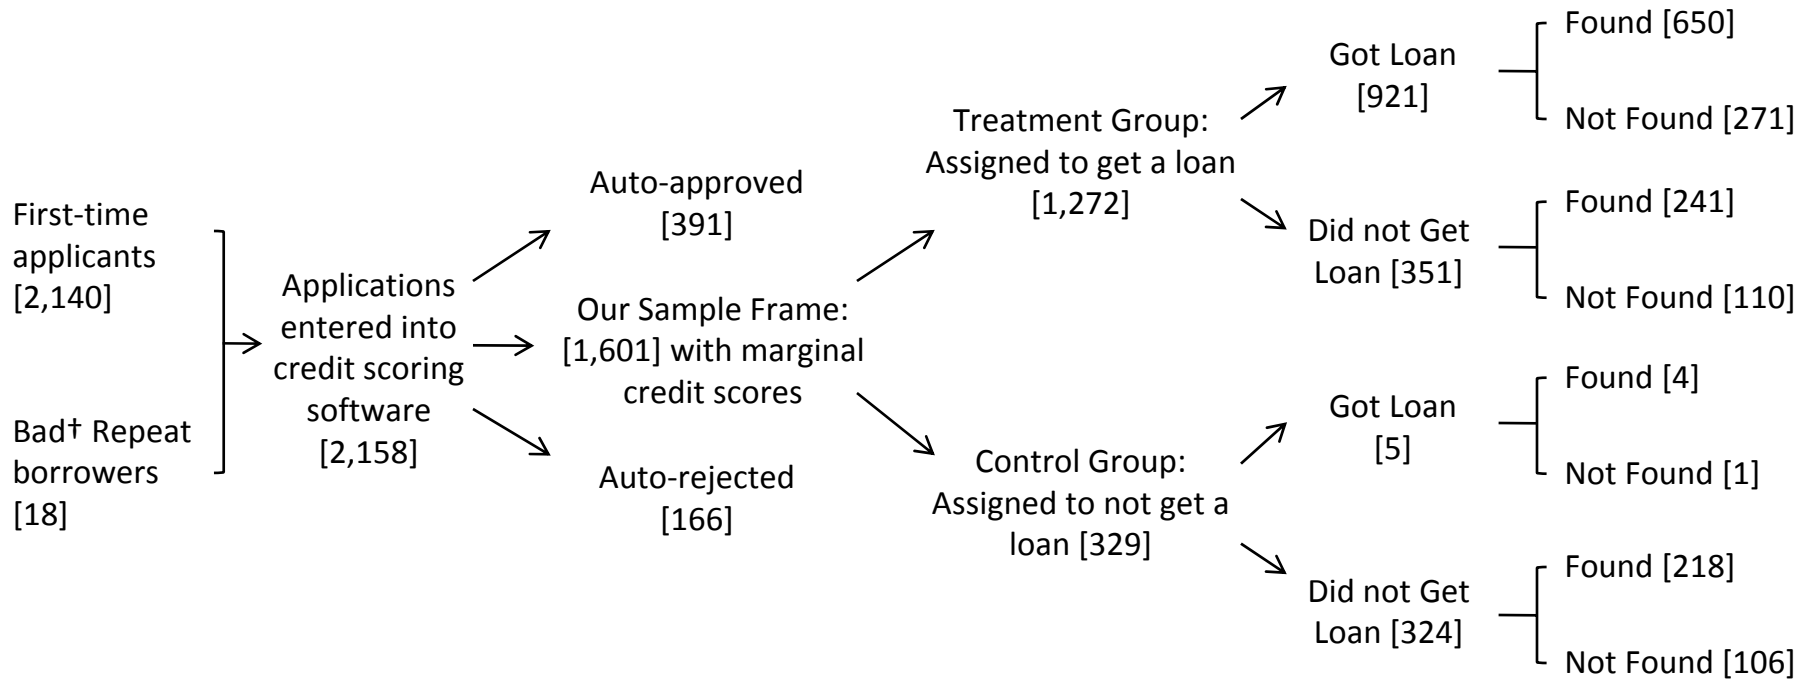 First-time
applicants
[2,140]
Bad† Repeat
borrowers
[18]
Applications
entered into
credit scoring
software
[2,158]
Auto-approved
[391]
Our Sample Frame:
[1,601] with marginal
credit scores
Auto-rejected
[166]
Treatment Group:
Assigned to get a loan
[1,272]
Control Group:
Assigned to not get a
loan [329]
Got Loan
[921]
Did not Get
Loan [351]
Got Loan
[5]
Did not Get
Loan [324]
Found [650]
Not Found [271]
Found [241]
Not Found [110]
Found [4]
Not Found [1]
Found [218]
Not Found [106]